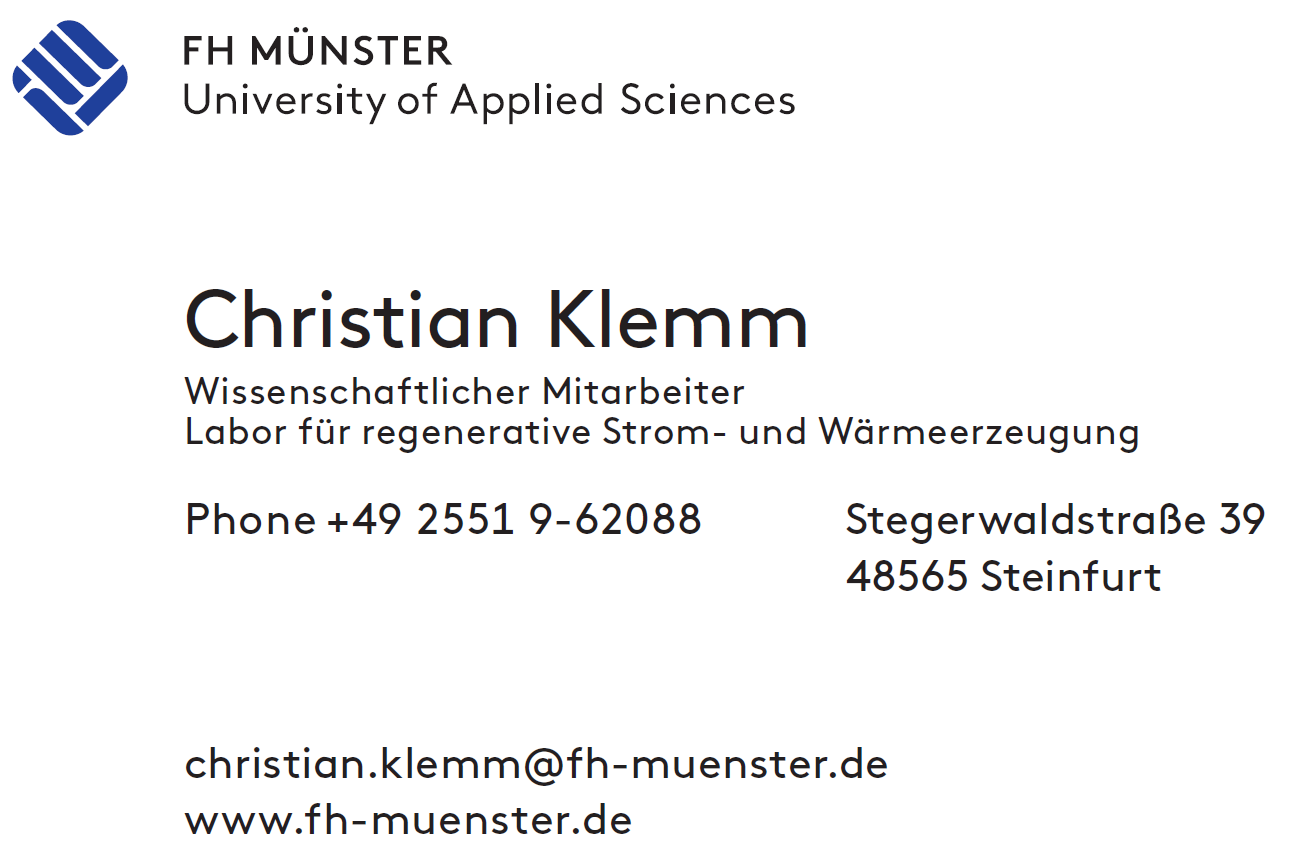 FH MÜNSTER
University of Applied Sciences
Christian Klemm
Wissenschaftlicher Mitarbeiter
Labor für regenerative Strom- und Wärmeerzeugung
Phone +49 2551 9-62088
Stegerwaldstraße 39
48565 Steinfurt
christian.klemm@fh-muenster.de
www.fh-muenster.de